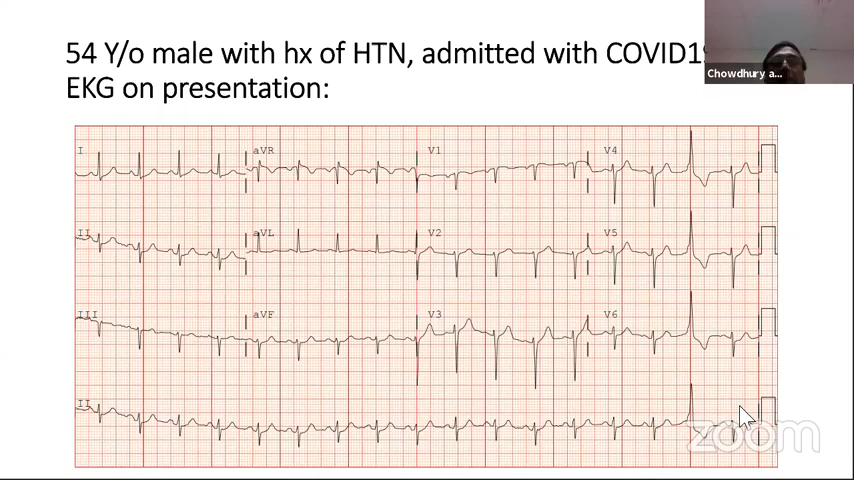 54 Y/o male with hx of HTN, admitted with COVID19
EKG on presentation:
Chowdhury a...
I
aVR
V1
V4
II
aVL
V2
V5
III
aVF
V3
V6
II
zoom